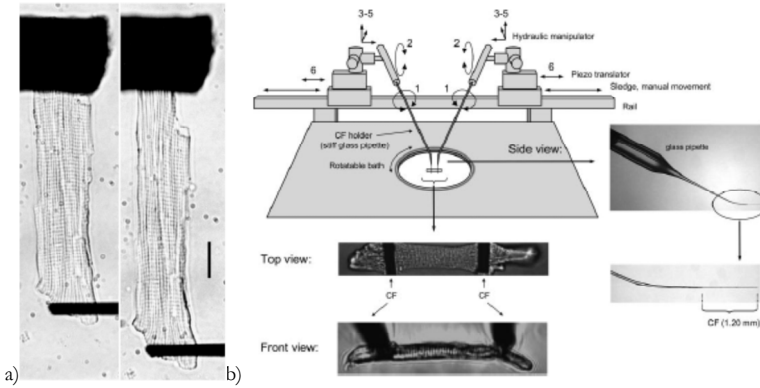 3-5
3-5
2
2
Hydraulic manipulator
6
6
Piezo translator
1
1
Sledge, manual movement
Rail
CF holder
(stiff glass pipette)
Rotatable bath
Side view:
glass pipette
Top view:
CF
CF
CF (1.20 mm)
Front view:
a)
b)